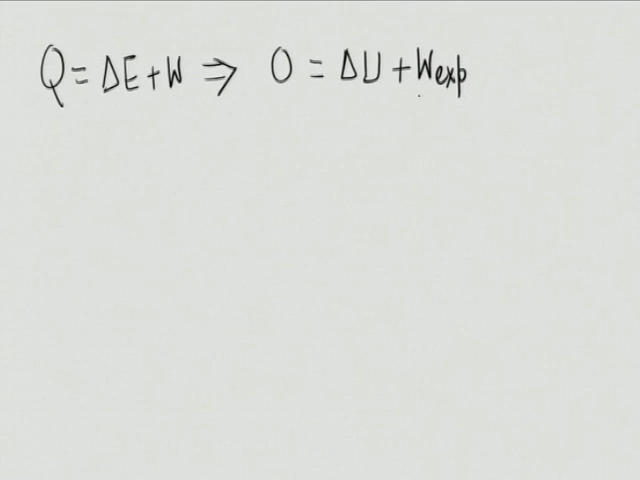 Q = ΔE + W ⇒ 0 = ΔU + Wexp